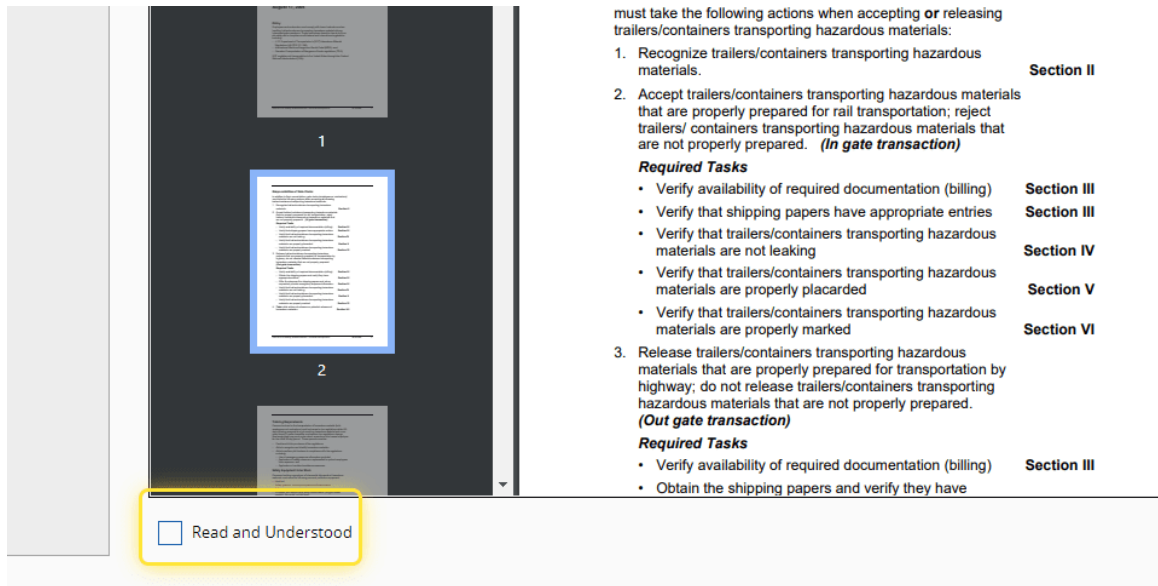 must take the following actions when accepting or releasing
trailers/containers transporting hazardous materials:
1. Recognize trailers/containers transporting hazardous
materials. Section II
2. Accept trailers/containers transporting hazardous materials
that are properly prepared for rail transportation; reject
trailers/ containers transporting hazardous materials that
are not properly prepared. (In gate transaction)
Required Tasks
• Verify availability of required documentation (billing) Section III
• Verify that shipping papers have appropriate entries Section III
• Verify that trailers/containers transporting hazardous
materials are not leaking Section IV
• Verify that trailers/containers transporting hazardous
materials are properly placarded Section V
• Verify that trailers/containers transporting hazardous
materials are properly marked Section VI
3. Release trailers/containers transporting hazardous
materials that are properly prepared for transportation by
highway; do not release trailers/containers transporting
hazardous materials that are not properly prepared.
(Out gate transaction)
Required Tasks
• Verify availability of required documentation (billing) Section III
• Obtain the shipping papers and verify they have
1
2
Read and Understood